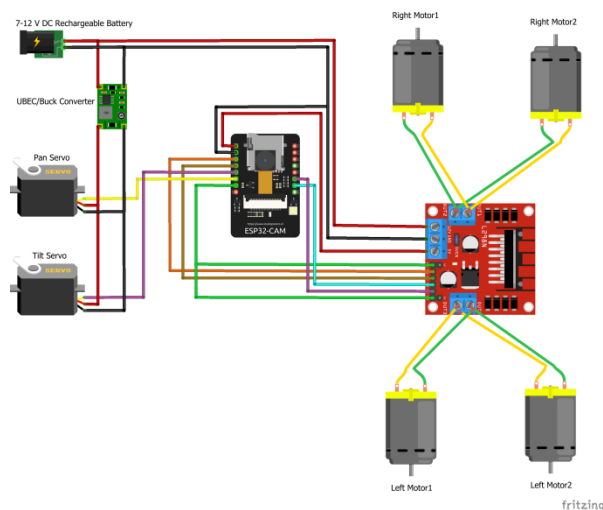 7-12 V DC Rechargeable Battery
Right Motor1
Right Motor2
UBEC/Buck Converter
Pan Servo
SERVO
ESP32-CAM
L298N
Tilt Servo
SERVO
Left Motor1
Left Motor2
fritzing